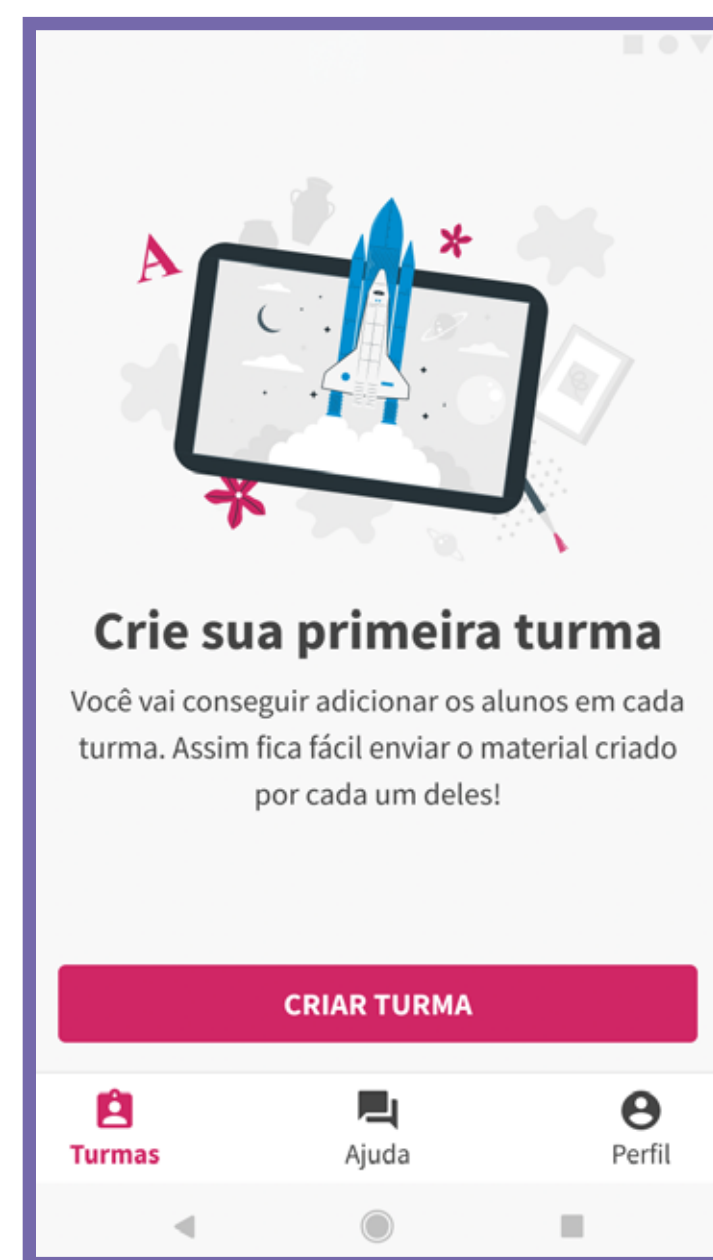 A
Crie sua primeira turma
Você vai conseguir adicionar os alunos em cada
turma. Assim fica fácil enviar o material criado
por cada um deles!
CRIAR TURMA
Turmas
Ajuda
Perfil